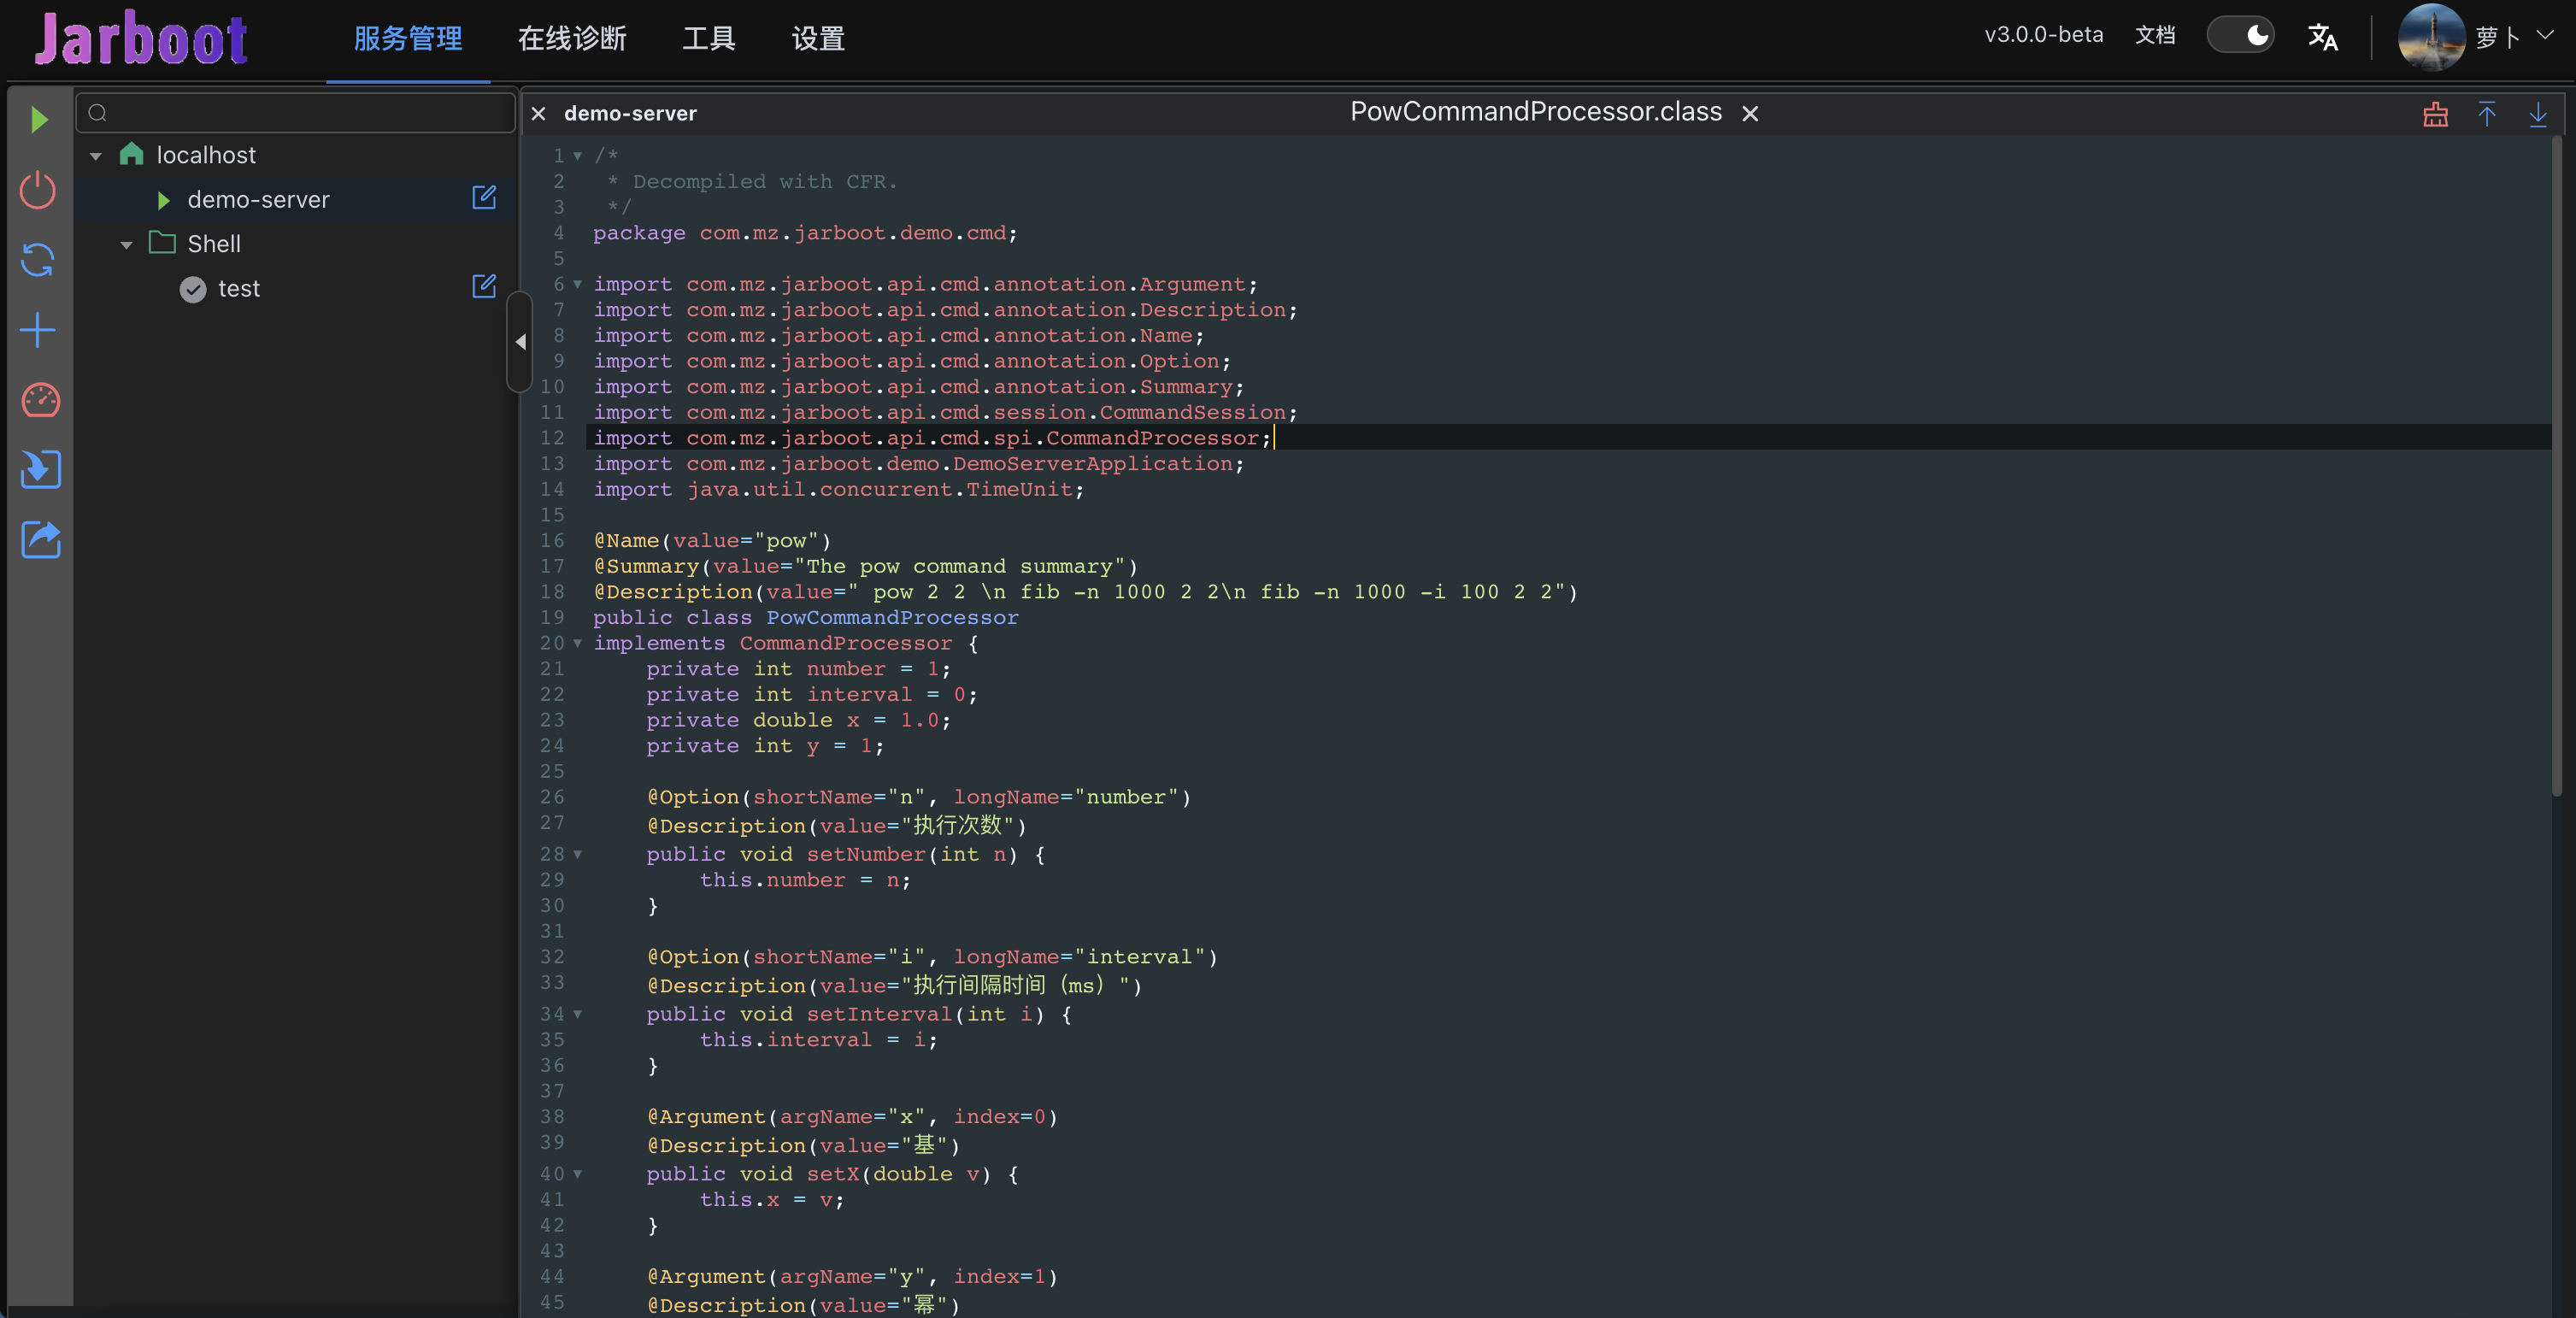 Jarboot
服务管理 在线诊断 工具 设置
v3.0.0-beta 文档 萝卜
localhost
demo-server
Shell
test
demo-server
PowCommandProcessor.class
1 /*
2  * Decompiled with CFR.
3  */
4 package com.mz.jarboot.demo.cmd;
5
6 import com.mz.jarboot.api.cmd.annotation.Argument;
7 import com.mz.jarboot.api.cmd.annotation.Description;
8 import com.mz.jarboot.api.cmd.annotation.Name;
9 import com.mz.jarboot.api.cmd.annotation.Option;
10 import com.mz.jarboot.api.cmd.annotation.Summary;
11 import com.mz.jarboot.api.cmd.session.CommandSession;
12 import com.mz.jarboot.api.cmd.spi.CommandProcessor;
13 import com.mz.jarboot.demo.DemoServerApplication;
14 import java.util.concurrent.TimeUnit;
15
16 @Name(value="pow")
17 @Summary(value="The pow command summary")
18 @Description(value=" pow 2 2 \n fib -n 1000 2 2\n fib -n 1000 -i 100 2 2")
19 public class PowCommandProcessor
20 implements CommandProcessor {
21     private int number = 1;
22     private int interval = 0;
23     private double x = 1.0;
24     private int y = 1;
25
26     @Option(shortName="n", longName="number")
27     @Description(value="执行次数")
28     public void setNumber(int n) {
29         this.number = n;
30     }
31
32     @Option(shortName="i", longName="interval")
33     @Description(value="执行间隔时间（ms）")
34     public void setInterval(int i) {
35         this.interval = i;
36     }
37
38     @Argument(argName="x", index=0)
39     @Description(value="基")
40     public void setX(double v) {
41         this.x = v;
42     }
43
44     @Argument(argName="y", index=1)
45     @Description(value="幂")